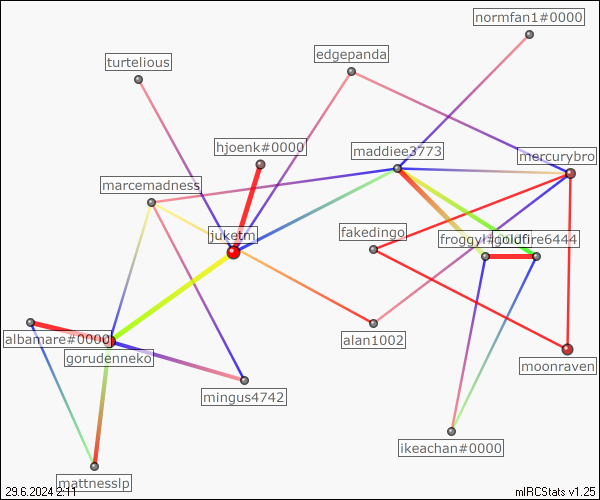 normfan1#0000
edgepanda
turtelious
hjoenk#0000
maddiee3773
mercurybro
marcemadness
juketm
fakedingo
goldfire6444
albamare#0000
alan1002
gorudenneko
moonraven
mingus4742
ikeachan#0000
mattnesslp
29.6.2024 2:11
mIRCStats v1.25